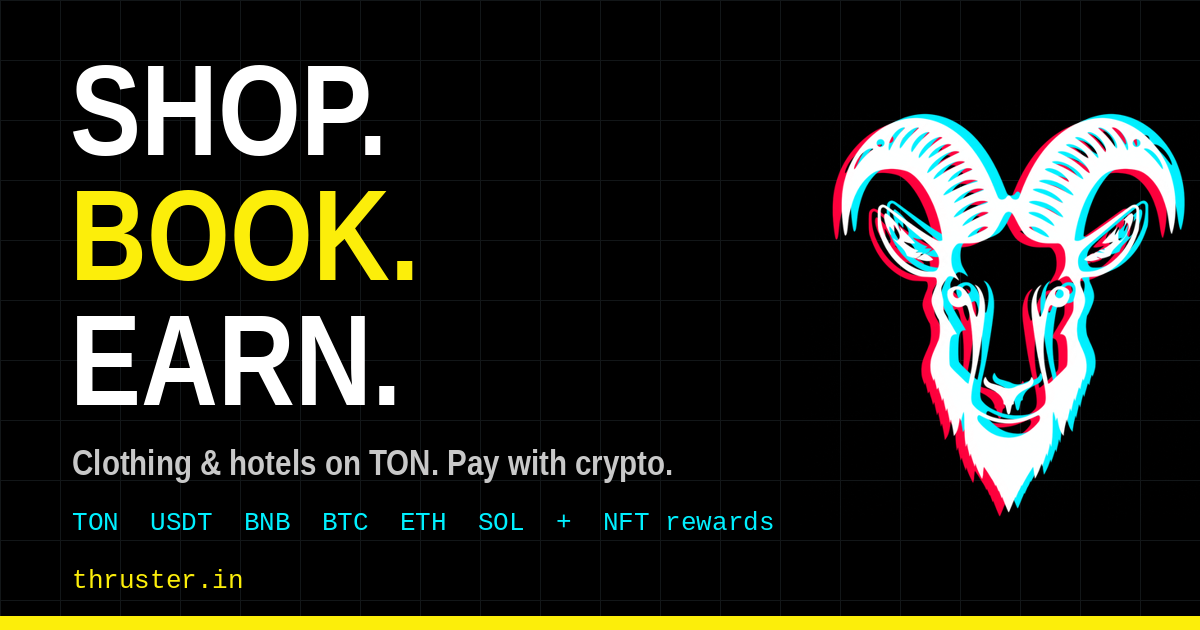 SHOP.
BOOK.
EARN.
Clothing & hotels on TON. Pay with crypto.
TON USDT BNB BTC ETH SOL + NFT rewards
thruster.in